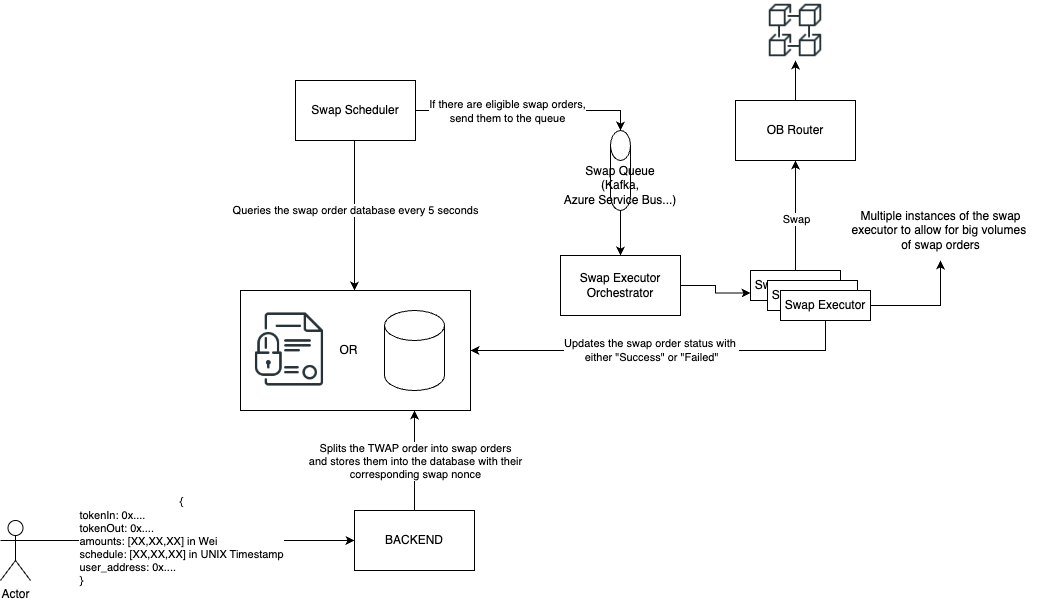 Swap Scheduler
If there are eligible swap orders,
send them to the queue
OB Router
Swap Queue
(Kafka,
Azure Service Bus...)
Queries the swap order database every 5 seconds
Swap
Multiple instances of the swap
executor to allow for big volumes
of swap orders
Swap Executor
Orchestrator
Sw
S
Swap Executor
OR
Updates the swap order status with
either "Success" or "Failed"
Splits the TWAP order into swap orders
and stores them into the database with their
corresponding swap nonce
{
tokenIn: 0x....
tokenOut: 0x....
amounts: [XX,XX,XX] in Wei
schedule: [XX,XX,XX] in UNIX Timestamp
user_address: 0x....
}
BACKEND
Actor